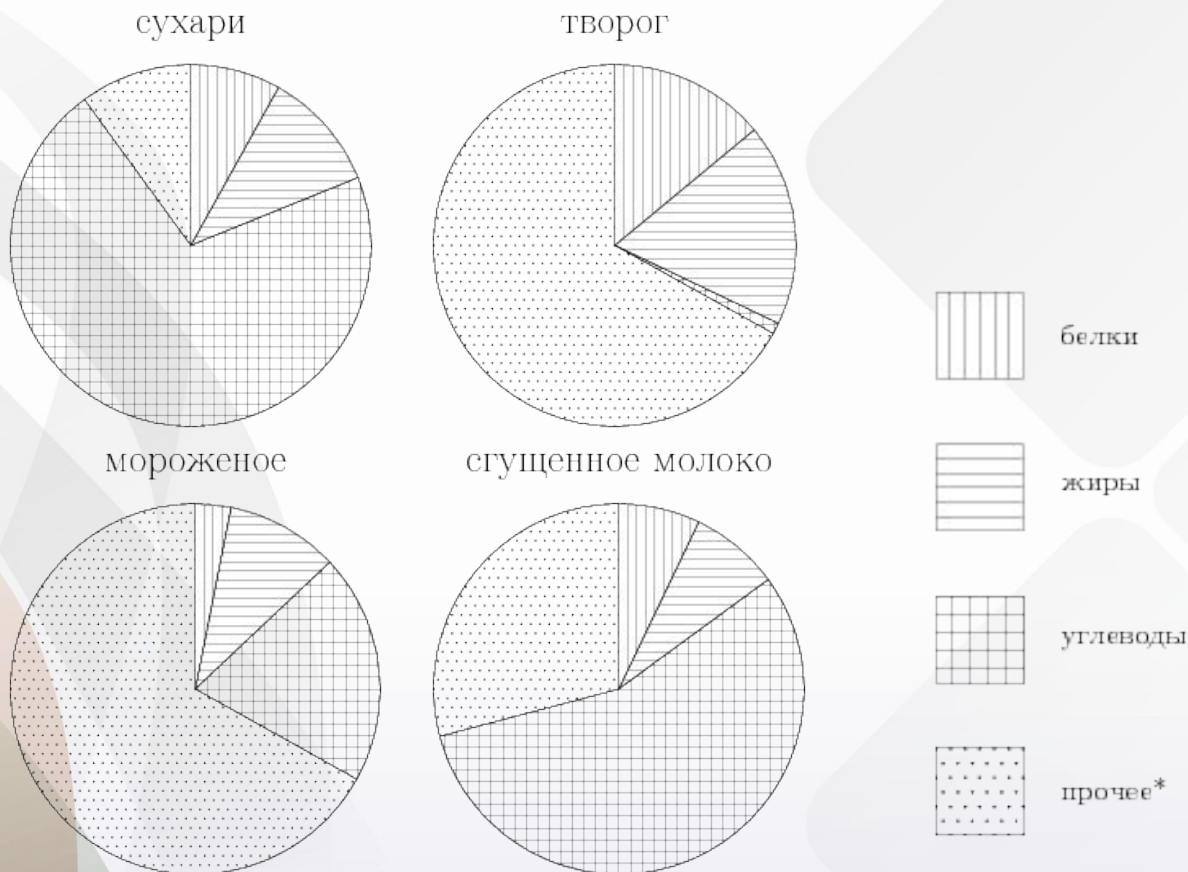 сухари
творог
мороженое
сгущенное молоко
белки
жиры
углеводы
прочее*